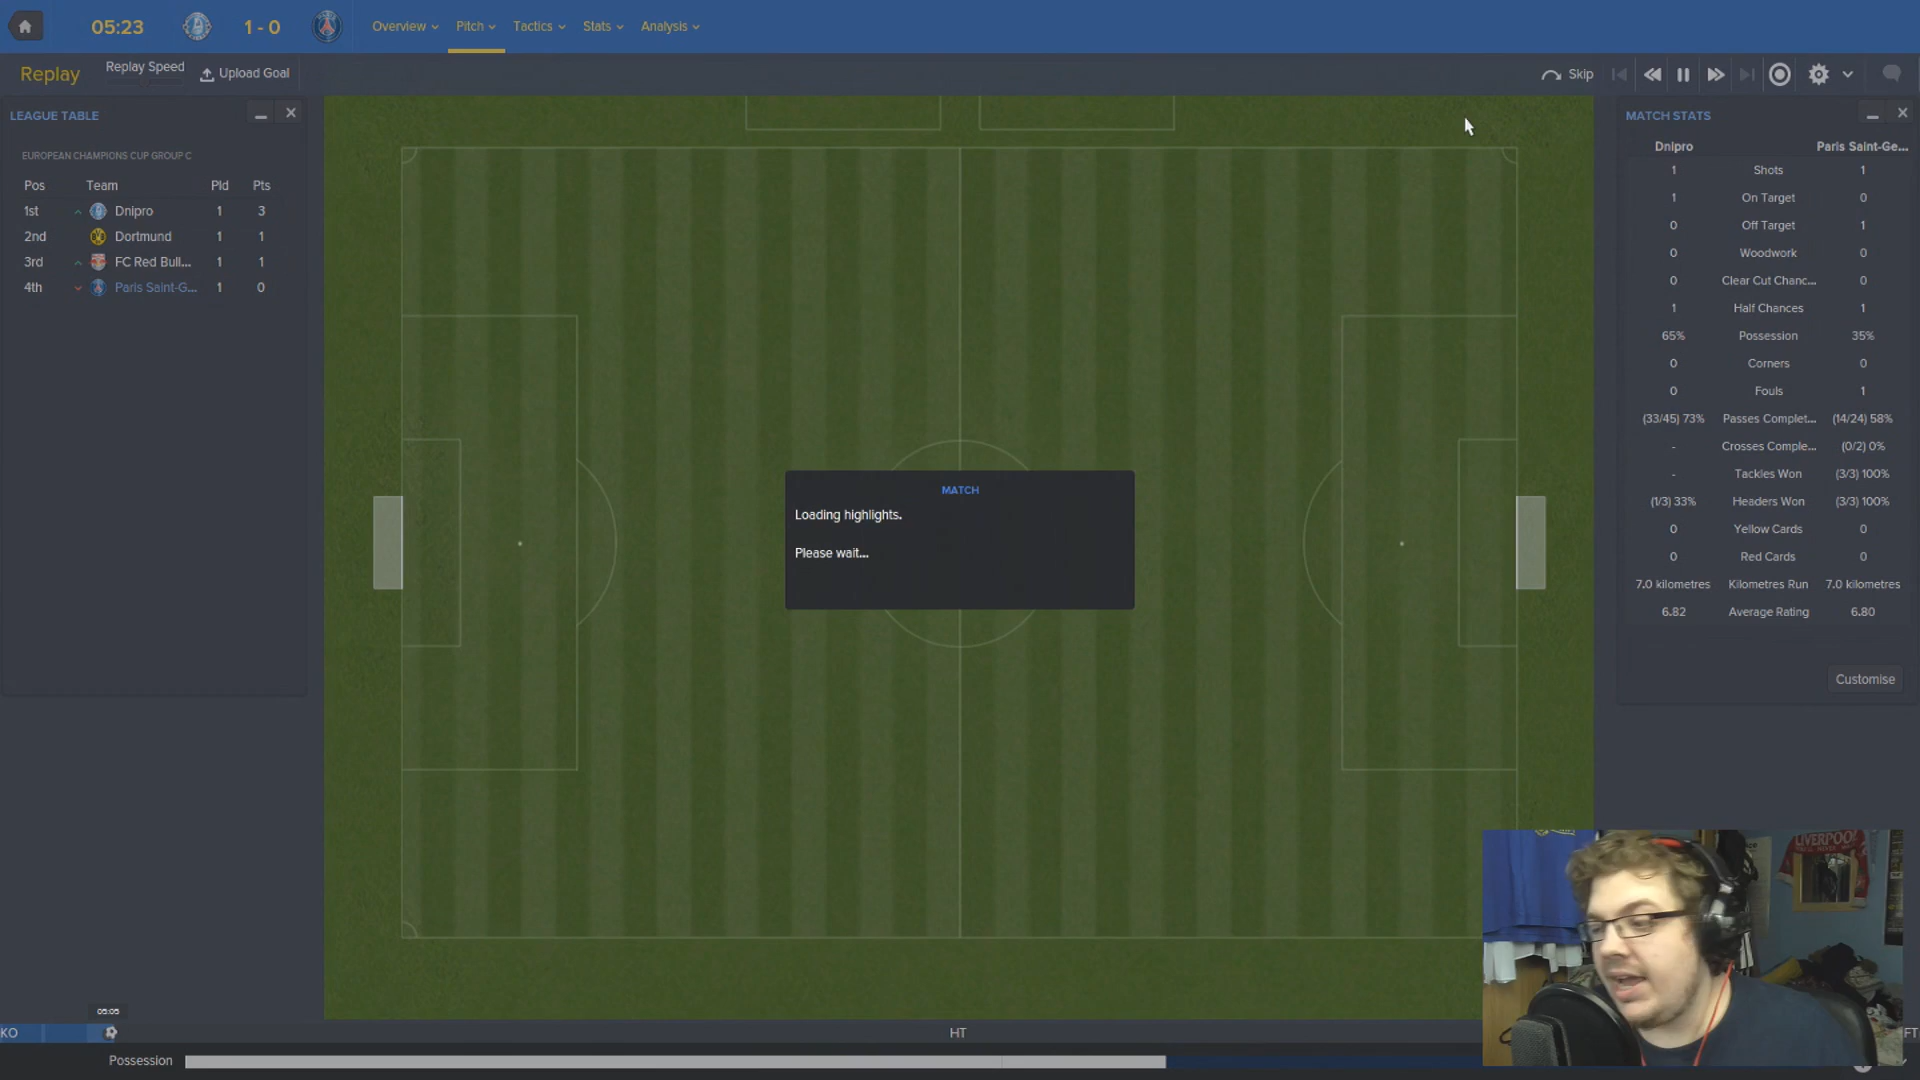 05:23
1 - 0
Overview
Pitch
Tactics
Stats
Analysis
Replay
Replay Speed
Upload Goal
Skip
LEAGUE TABLE
EUROPEAN CHAMPIONS CUP GROUP C
Pos Team Pld Pts
1st Dnipro 1 3
2nd Dortmund 1 1
3rd FC Red Bull... 1 1
4th Paris Saint-G... 1 0
MATCH
Loading highlights.
Please wait...
MATCH STATS
Dnipro Paris Saint-Ge...
1 Shots 1
1 On Target 0
0 Off Target 1
0 Woodwork 0
0 Clear Cut Chanc... 0
1 Half Chances 1
65% Possession 35%
0 Corners 0
0 Fouls 1
(33/45) 73% Passes Complet... (14/24) 58%
- Crosses Comple... (0/2) 0%
- Tackles Won (3/3) 100%
(1/3) 33% Headers Won (3/3) 100%
0 Yellow Cards 0
0 Red Cards 0
7.0 kilometres Kilometres Run 7.0 kilometres
6.82 Average Rating 6.80
Customise
LIVERPOOL
05:05
KO
HT
FT
Possession